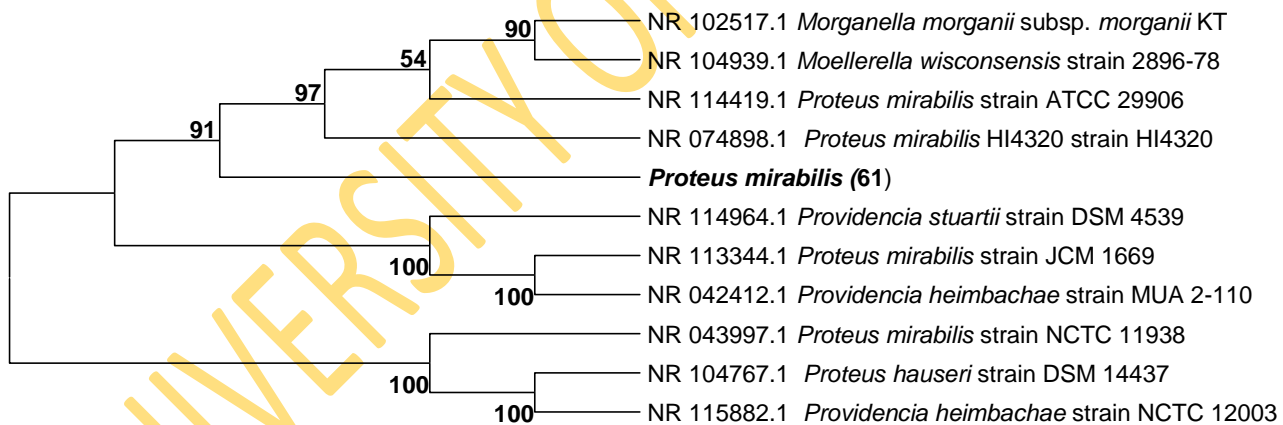 90
NR 102517.1 Morganella morganii subsp. morganii KT
NR 104939.1 Moellerella wisconsensis strain 2896-78
54
NR 114419.1 Proteus mirabilis strain ATCC 29906
97
NR 074898.1 Proteus mirabilis HI4320 strain HI4320
91
Proteus mirabilis (61)
NR 114964.1 Providencia stuartii strain DSM 4539
100
NR 113344.1 Proteus mirabilis strain JCM 1669
100
NR 042412.1 Providencia heimbachae strain MUA 2-110
NR 043997.1 Proteus mirabilis strain NCTC 11938
100
NR 104767.1 Proteus hauseri strain DSM 14437
100
NR 115882.1 Providencia heimbachae strain NCTC 12003
UNIVERSITY OF